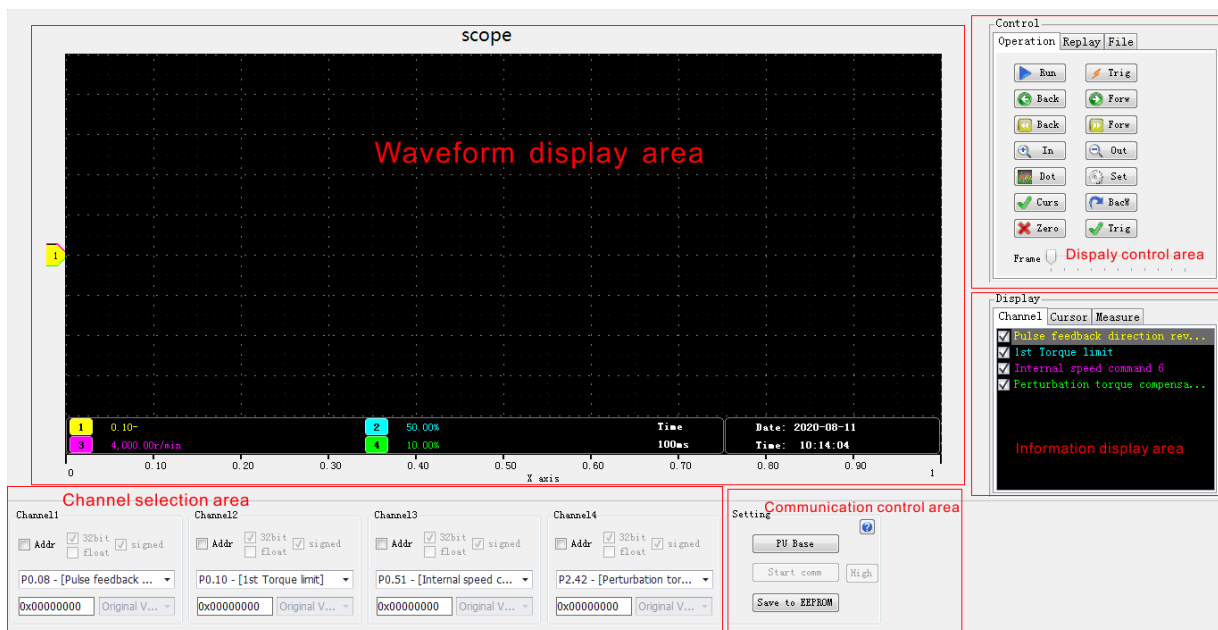 scope
Waveform display area
1
1 0.10- 2 50.00% Time Date: 2020-08-11
3 4,000.00r/min 4 10.00% 100ms Time: 10:14:04
0 0.10 0.20 0.30 0.40 0.50 0.60 0.70 0.80 0.90 1
X axis
Control
Operation Replay File
Run Trig
Back Forw
Back Forw
In Out
Dot Set
Curs BacW
Zero Trig
Frame Dispaly control area
Display
Channel Cursor Measure
Pulse feedback direction rev...
1st Torque limit
Internal speed command 6
Perturbation torque compensa...
Information display area
Channel selection area
Channel1 Channel2 Channel3 Channel4
Addr 32bit float signed Addr 32bit float signed Addr 32bit float signed Addr 32bit float signed
P0.08 - [Pulse feedback ... P0.10 - [1st Torque limit] P0.51 - [Internal speed c... P2.42 - [Perturbation tor...
0x00000000 Original V... 0x00000000 Original V... 0x00000000 Original V... 0x00000000 Original V...
Communication control area
Setting
?
PU Base
Start comm High
Save to EEPROM